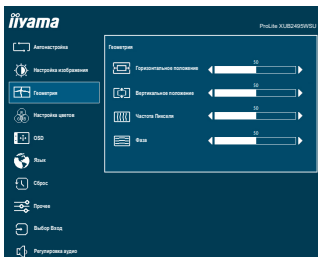 iiyama
ProLite XUB2495WSU
Автонастройка
Настройка изображения
Геометрия
Настройка цветов
OSD
Язык
Сброс
Прочее
Выбор Вход
Регулировка аудио
Геометрия
Горизонтальное положение
50
Вертикальное положение
50
Частота Пиксели
50
Фаза
50